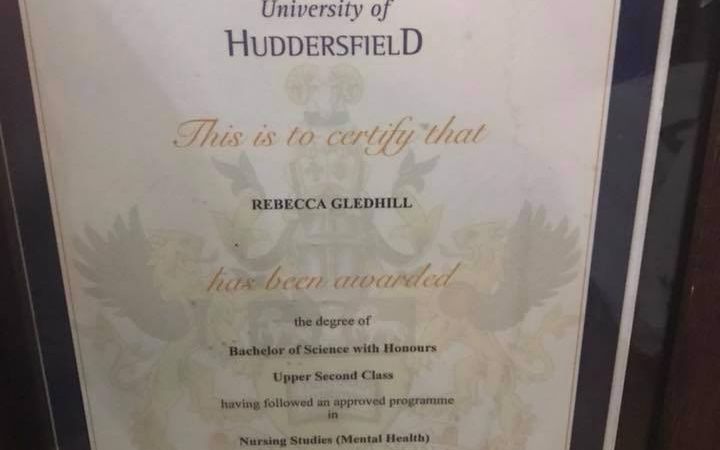 University of
HUDDERSFIELD
This is to certify that
REBECCA GLEDHILL
has been awarded
the degree of
Bachelor of Science with Honours
Upper Second Class
having followed an approved programme
in
Nursing Studies (Mental Health)